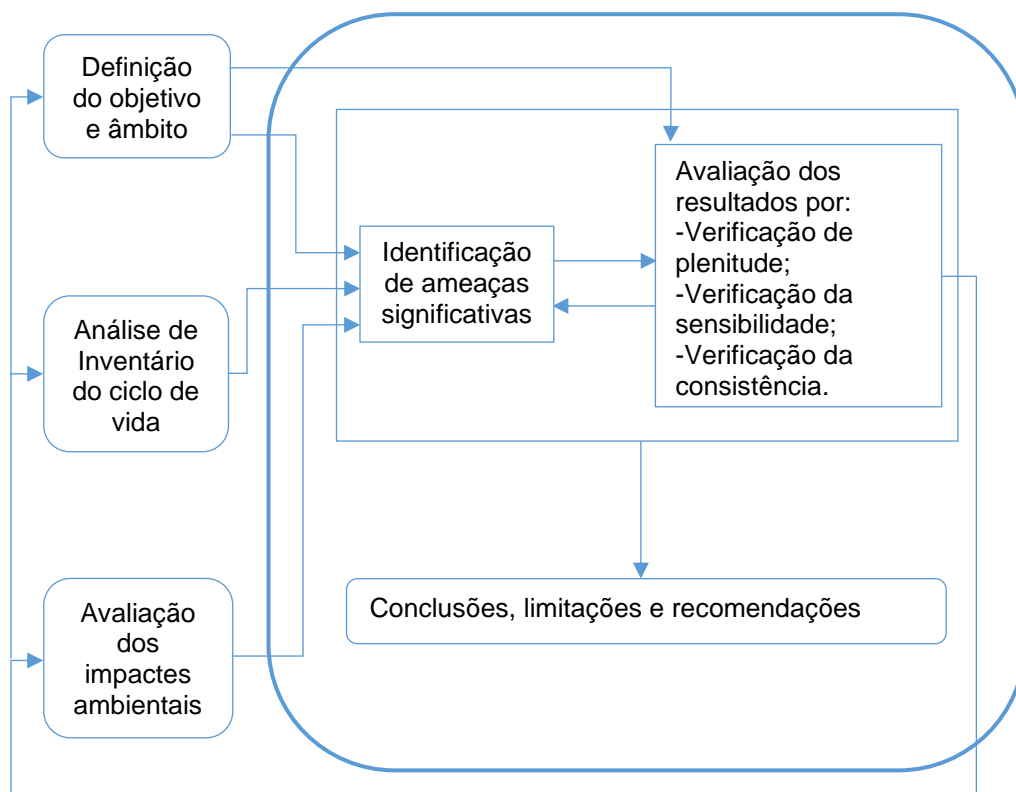 Definição
do objetivo
e âmbito
Análise de
Inventário
do ciclo de
vida
Avaliação
dos
impactes
ambientais
Identificação
de ameaças
significativas
Avaliação dos
resultados por:
-Verificação de
plenitude;
-Verificação da
sensibilidade;
-Verificação da
consistência.
Conclusões, limitações e recomendações